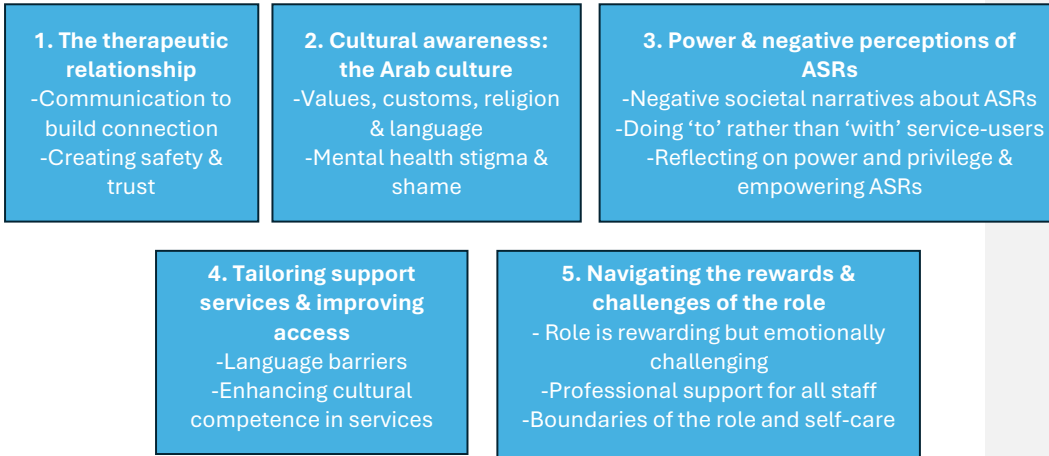 1. The therapeutic
relationship
-Communication to
build connection
-Creating safety &
trust
2. Cultural awareness:
the Arab culture
-Values, customs, religion
& language
-Mental health stigma &
shame
3. Power & negative perceptions of
ASRs
-Negative societal narratives about ASRs
-Doing ‘to’ rather than ‘with’ service-users
-Reflecting on power and privilege &
empowering ASRs
4. Tailoring support
services & improving
access
-Language barriers
-Enhancing cultural
competence in services
5. Navigating the rewards &
challenges of the role
- Role is rewarding but emotionally
challenging
-Professional support for all staff
-Boundaries of the role and self-care